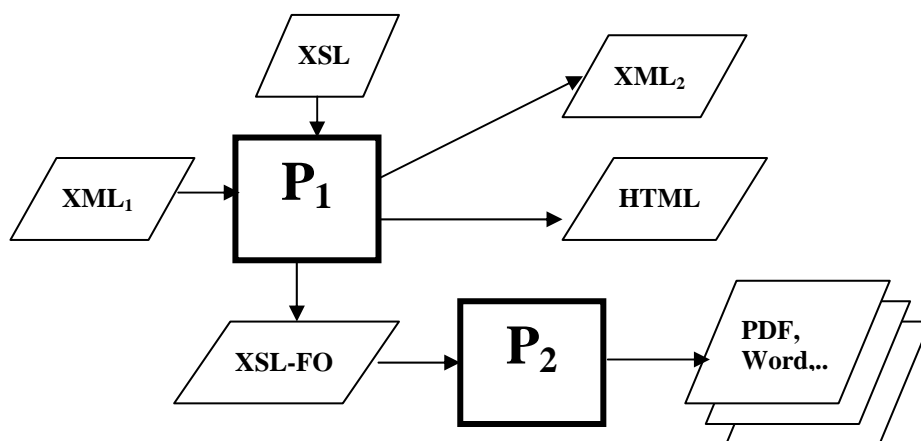 XSL
XML₂
XML₁
P₁
HTML
XSL-FO
P₂
PDF,
Word,..